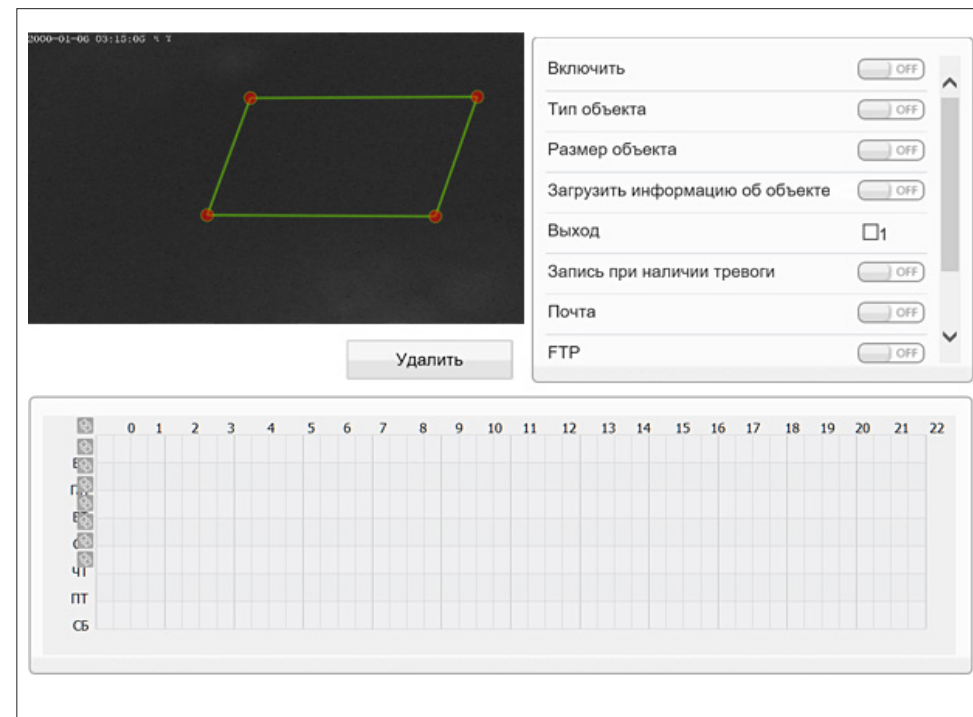 2000-01-06 03:15:05
Включить OFF
Тип объекта OFF
Размер объекта OFF
Загрузить информацию об объекте OFF
Выход 1
Запись при наличии тревоги OFF
Почта OFF
FTP OFF
Удалить
0 1 2 3 4 5 6 7 8 9 10 11 12 13 14 15 16 17 18 19 20 21 22
ВТ
ЧТ
ПТ
СБ